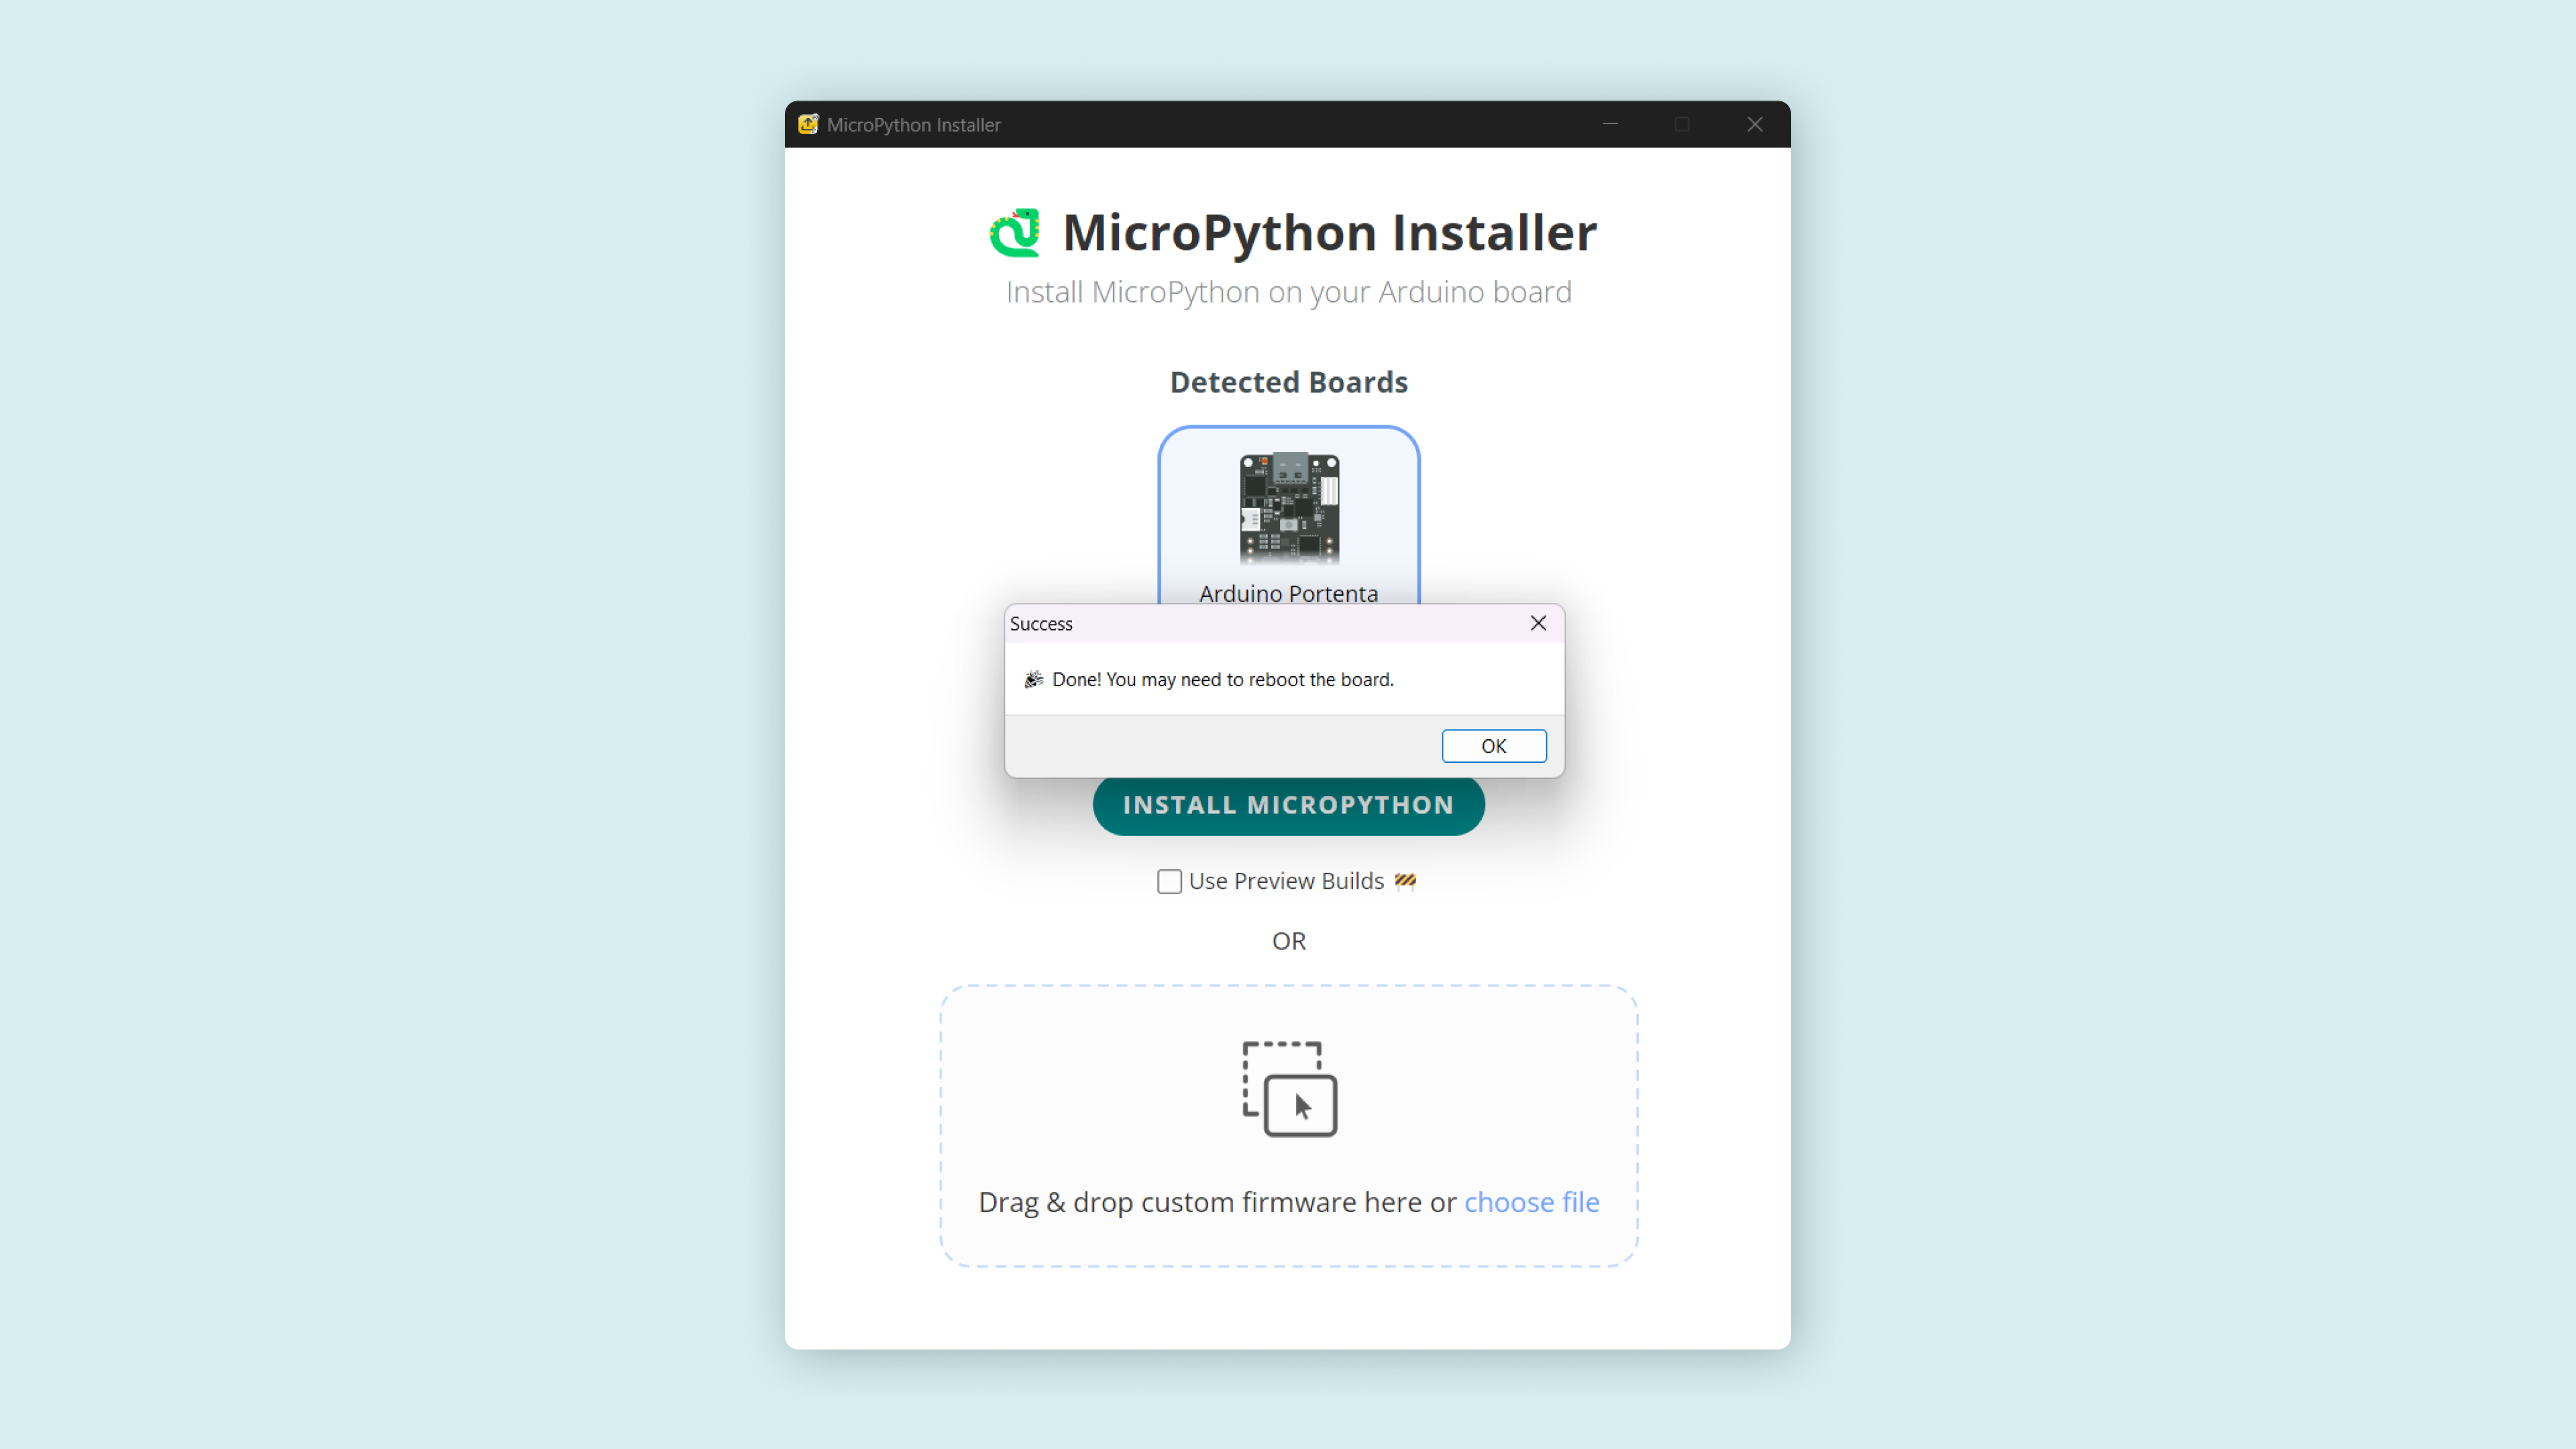 MicroPython Installer
MicroPython Installer
Install MicroPython on your Arduino board
Detected Boards
Arduino Portenta
Success
Done! You may need to reboot the board.
OK
INSTALL MICROPYTHON
Use Preview Builds
OR
Drag & drop custom firmware here or choose file